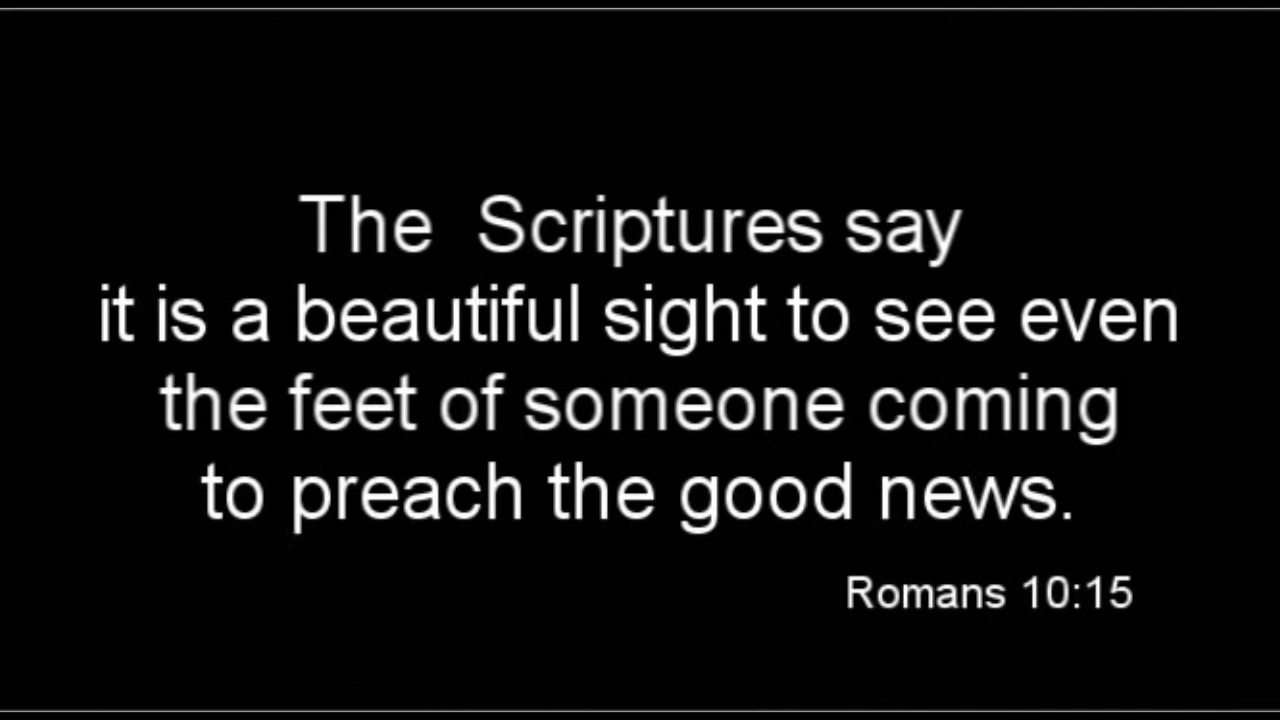 The  Scriptures say
it is a beautiful sight to see even
the feet of someone coming
to preach the good news.
Romans 10:15